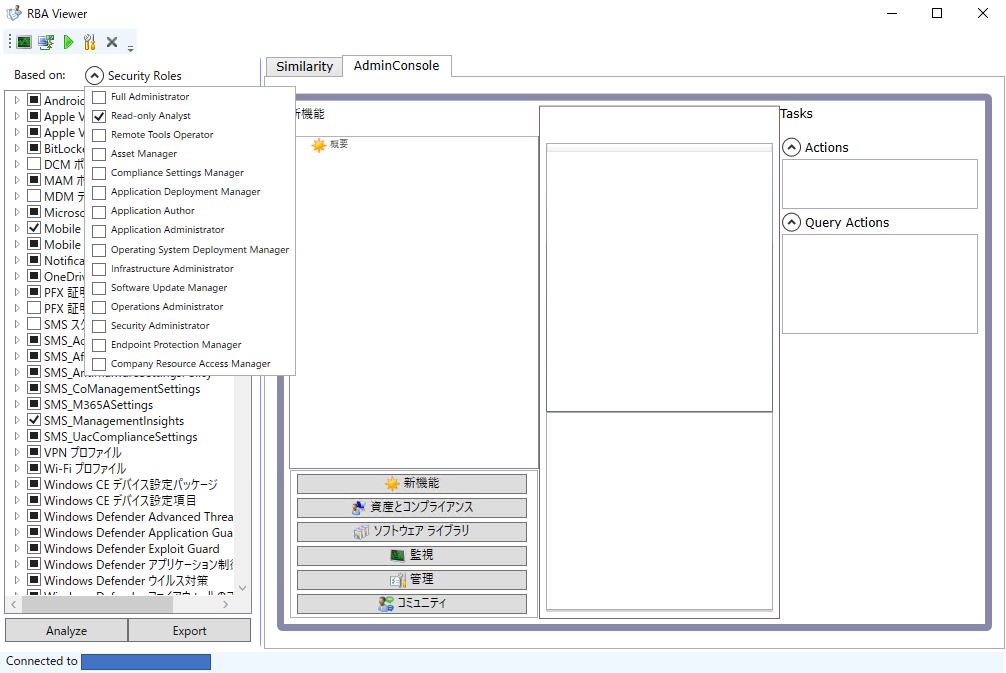 RBA Viewer
Based on:
Security Roles
Full Administrator
Read-only Analyst
Remote Tools Operator
Asset Manager
Compliance Settings Manager
Application Deployment Manager
Application Author
Application Administrator
Operating System Deployment Manager
Infrastructure Administrator
Software Update Manager
Operations Administrator
Security Administrator
Endpoint Protection Manager
Company Resource Access Manager
Android
Apple
Apple
BitLocke
DCM
MAM
MDM
Microso
Mobile
Mobile
Notifica
OneDriv
PFX 証明
PFX 証明
SMS
SMS_A
SMS_Af
SMS_AntimalwareSettingsPolicy
SMS_CoManagementSettings
SMS_M365ASettings
SMS_ManagementInsights
SMS_UacComplianceSettings
VPN プロファイル
Wi-Fi プロファイル
Windows CE デバイス設定パッケージ
Windows CE デバイス設定項目
Windows Defender Advanced Threa
Windows Defender Application Gua
Windows Defender Exploit Guard
Windows Defender アプリケーション制御
Windows Defender ウイルス対策
Analyze
Export
Connected to
Similarity
AdminConsole
新機能
概要
新機能
資産とコンプライアンス
ソフトウェア ライブラリ
監視
管理
コミュニティ
Tasks
Actions
Query Actions